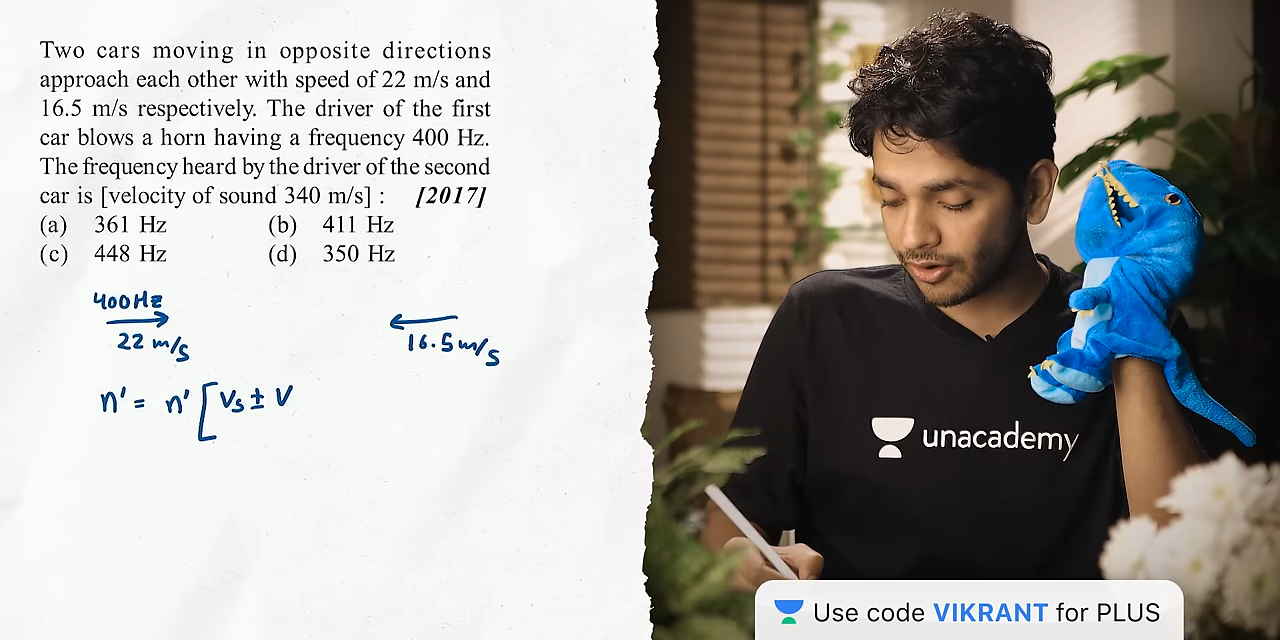 Two cars moving in opposite directions
approach each other with speed of 22 m/s and
16.5 m/s respectively. The driver of the first
car blows a horn having a frequency 400 Hz.
The frequency heard by the driver of the second
car is [velocity of sound 340 m/s] : [2017]
(a) 361 Hz (b) 411 Hz
(c) 448 Hz (d) 350 Hz
400Hz
22 m/s
16.5m/s
n' = n' [ Vs ± V
unacademy
Use code VIKRANT for PLUS